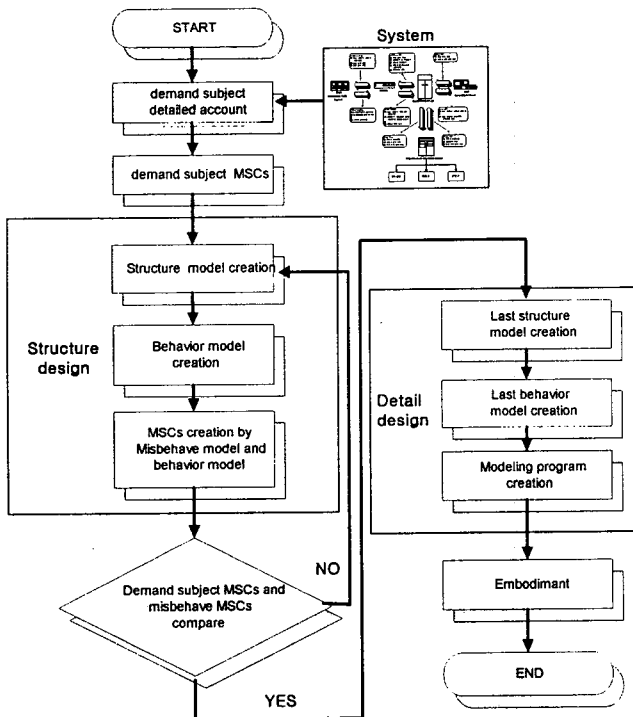 START
System
demand subject
detailed account
demand subject MSCs
Structure model creation
Structure
design
Behavior model
creation
MSCs creation by
Misbehave model and
behavior model
NO
Demand subject MSCs and
misbehave MSCs
compare
YES
Last structure
model creation
Detail
design
Last behavior
model creation
Modeling program
creation
Embodimant
END